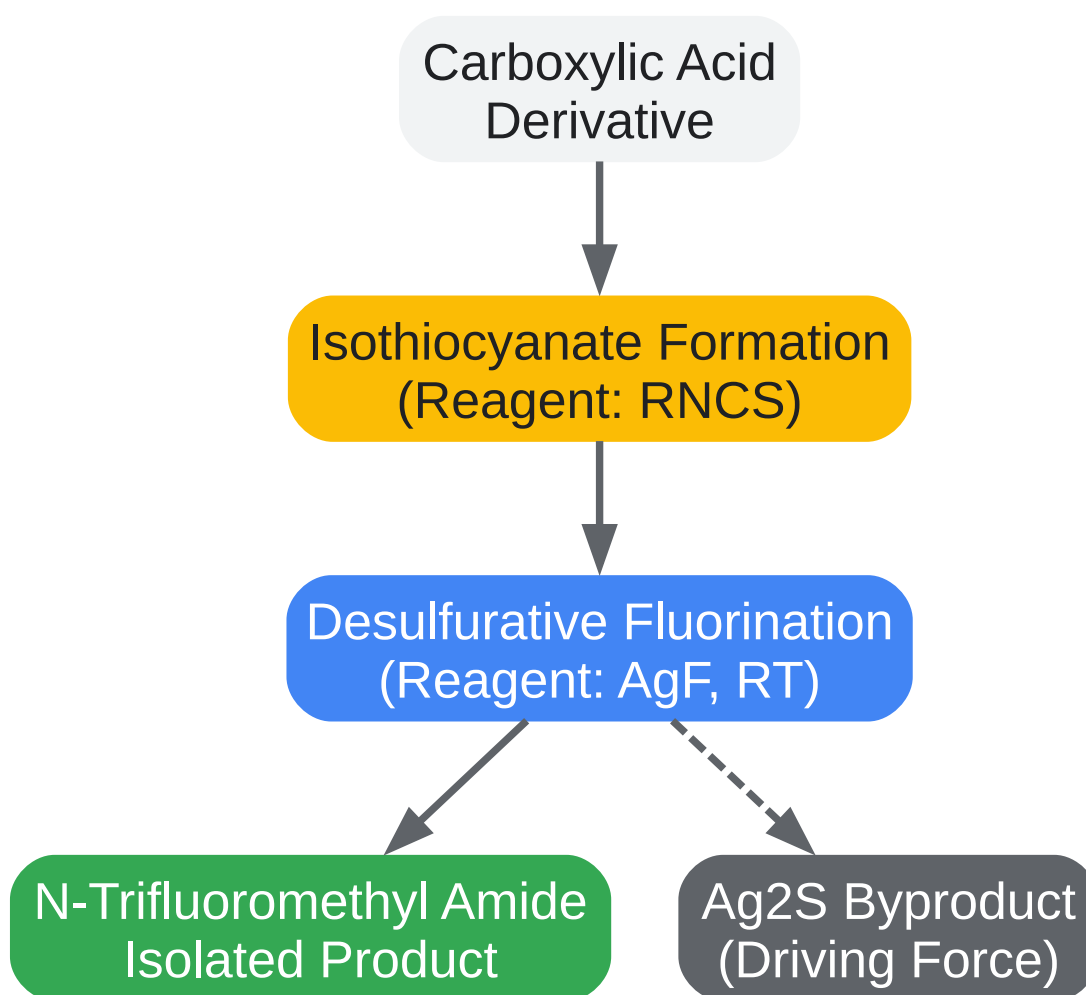 Carboxylic Acid
Derivative
Isothiocyanate Formation
(Reagent: RNCS)
Desulfurative Fluorination
(Reagent: AgF, RT)
N-Trifluoromethyl Amide
Isolated Product
Ag2S Byproduct
(Driving Force)